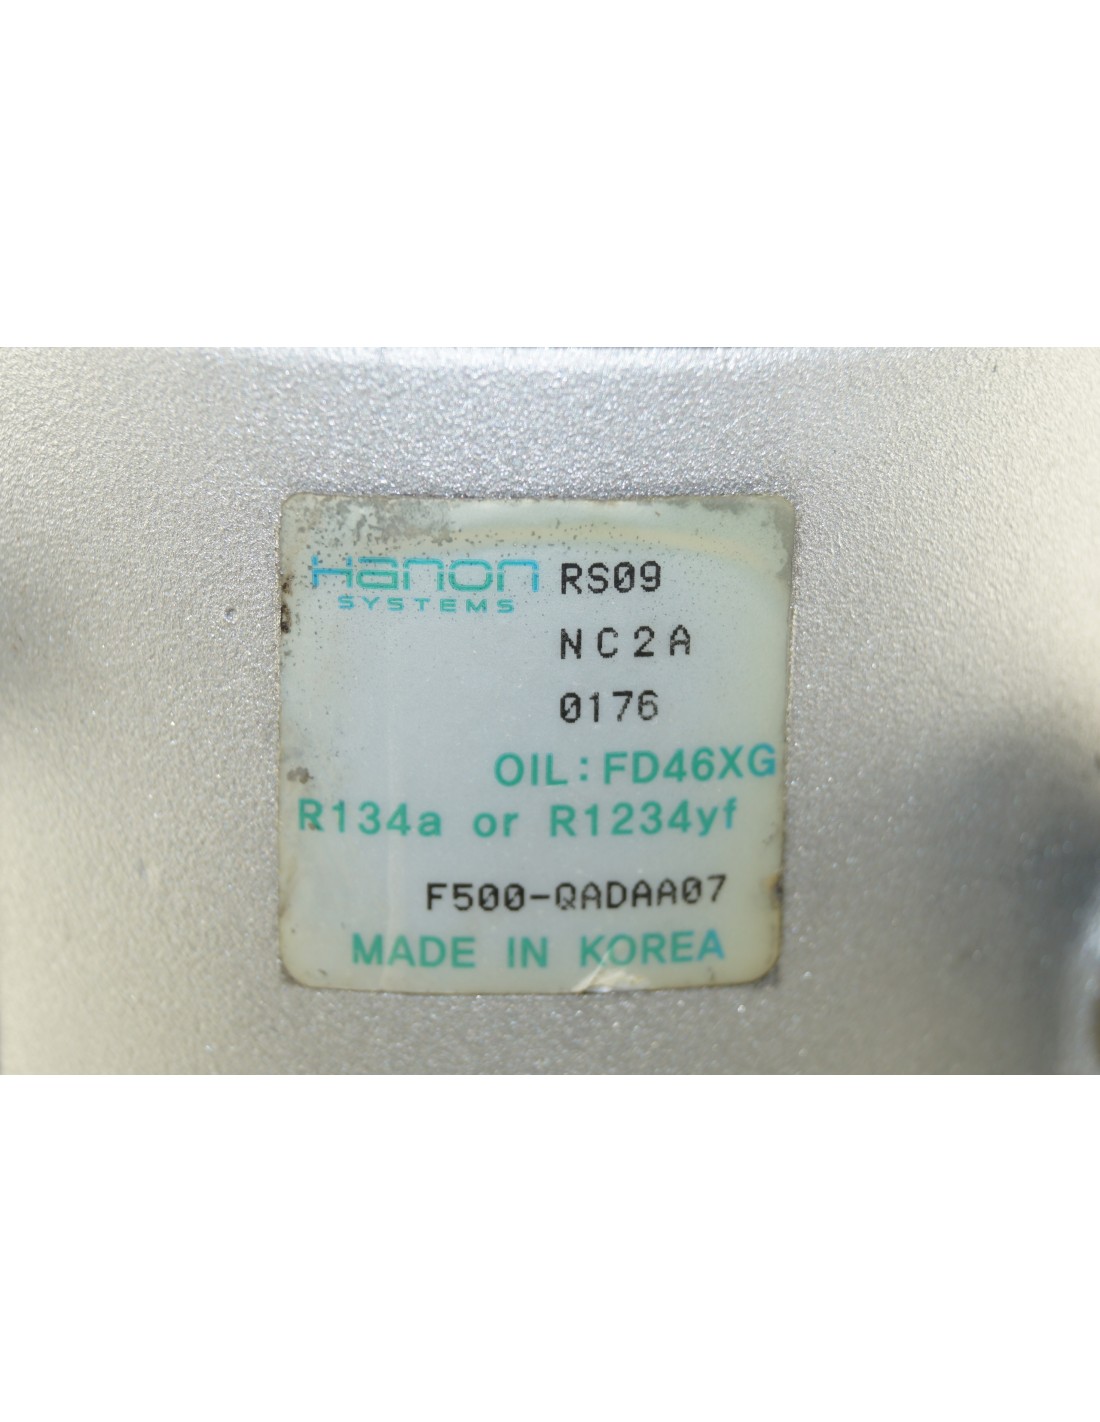 Hanon RS09
SYSTEMS
NC2A
0176
OIL:FD46XG
R134a or R1234yf
F500-QADAA07
MADE IN KOREA